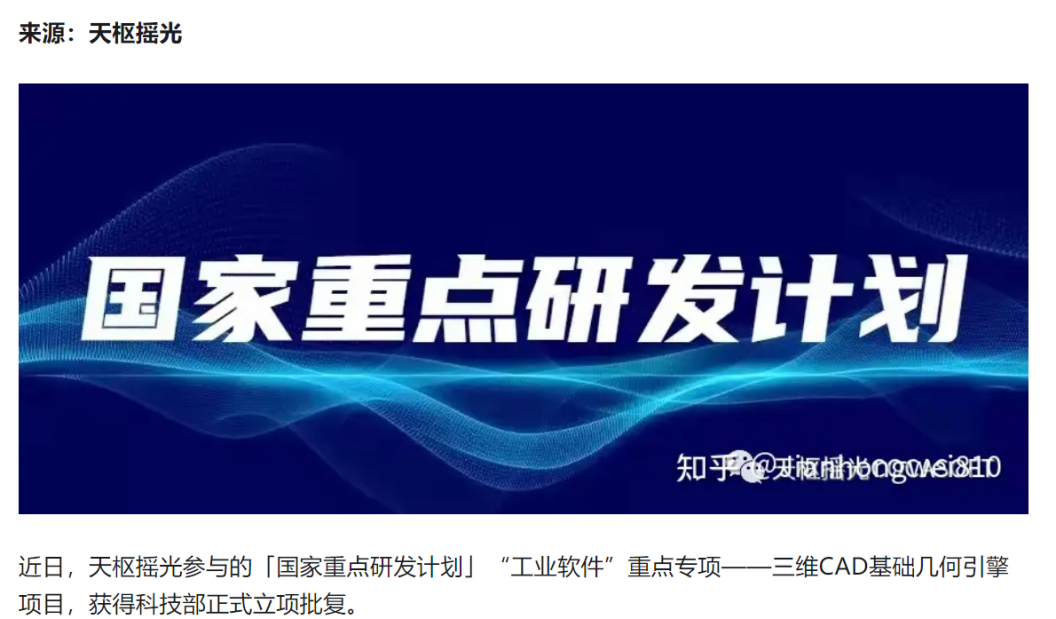 来源：天枢摇光
国家重点研发计划
知乎 @jianhongwei810
近日，天枢摇光参与的「国家重点研发计划」“工业软件”重点专项——三维CAD基础几何引擎
项目，获得科技部正式立项批复。